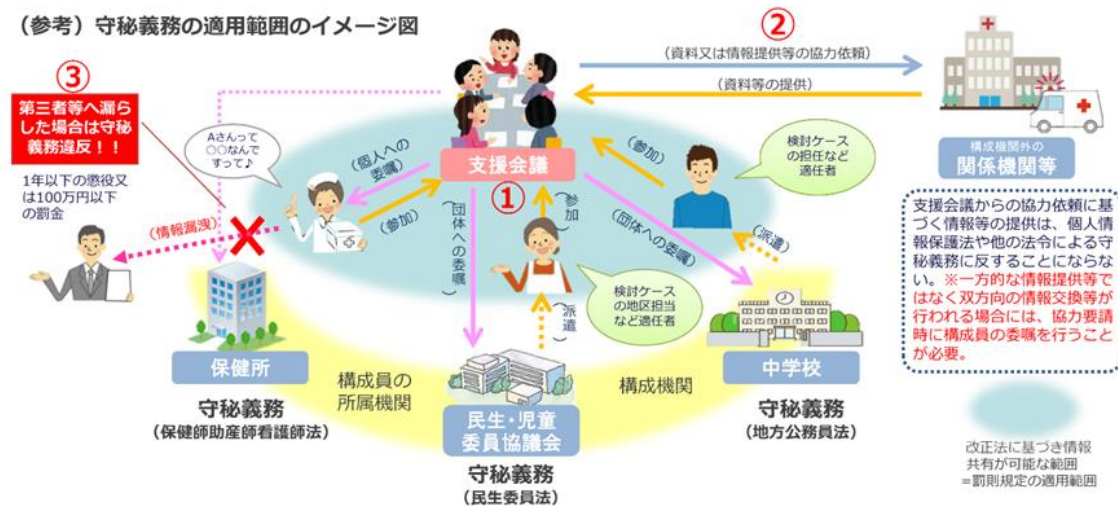 （参考）守秘義務の適用範囲のイメージ図
③
第三者等へ漏ら
した場合は守秘
義務違反！！
1年以下の懲役又
は100万円以下
の罰金
（情報漏洩）
Aさんって
○○なんで
すって♪
（個人への
委嘱）
（参加）
支援会議
①
（団体への委嘱）
（参加）
（派遣）
（参加）
（団体への委嘱）
（派遣）
検討ケース
の担任など
適任者
検討ケース
の地区担当
など適任者
②
（資料又は情報提供等の協力依頼）
（資料等の提供）
構成機関外の
関係機関等
支援会議からの協力依頼に基
づく情報等の提供は、個人情
報保護法や他の法令による守
秘義務に反することにならな
い。※一方的な情報提供等で
はなく双方向の情報交換等が
行われる場合には、協力要請
時に構成員の委嘱を行うこと
が必要。
保健所
守秘義務
（保健師助産師看護師法）
構成員の
所属機関
民生・児童
委員協議会
守秘義務
（民生委員法）
構成機関
中学校
守秘義務
（地方公務員法）
改正法に基づき情報
共有が可能な範囲
＝罰則規定の適用範囲